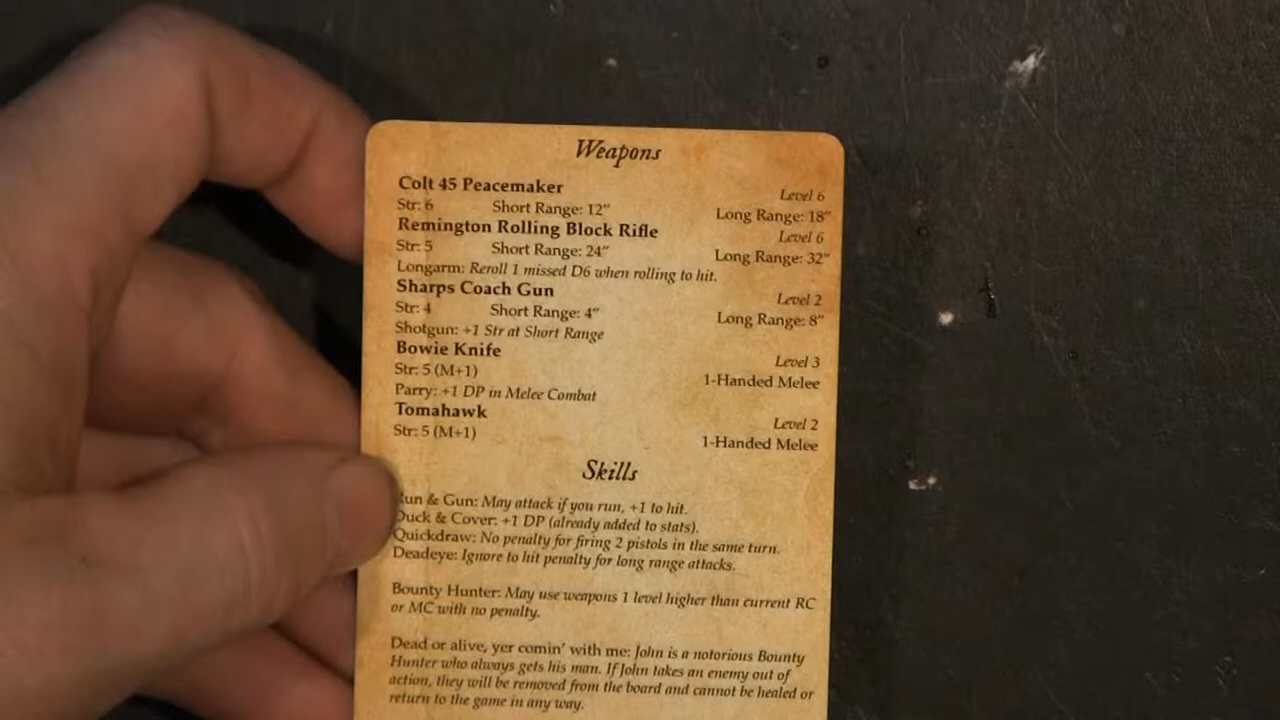 Weapons
Colt 45 Peacemaker Level 6
Str: 6 Short Range: 12" Long Range: 18"
Remington Rolling Block Rifle Level 6
Str: 5 Short Range: 24" Long Range: 32"
Longarm: Reroll 1 missed D6 when rolling to hit.
Sharps Coach Gun Level 2
Str: 4 Short Range: 4" Long Range: 8"
Shotgun: +1 Str at Short Range
Bowie Knife Level 3
Str: 5 (M+1) 1-Handed Melee
Parry: +1 DP in Melee Combat
Tomahawk Level 2
Str: 5 (M+1) 1-Handed Melee
Skills
Run & Gun: May attack if you run, +1 to hit.
Duck & Cover: +1 DP (already added to stats).
Quickdraw: No penalty for firing 2 pistols in the same turn.
Deadeye: Ignore to hit penalty for long range attacks.
Bounty Hunter: May use weapons 1 level higher than current RC
or MC with no penalty.
Dead or alive, yer comin' with me: John is a notorious Bounty
Hunter who always gets his man. If John takes an enemy out of
action, they will be removed from the board and cannot be healed or
return to the game in any way.